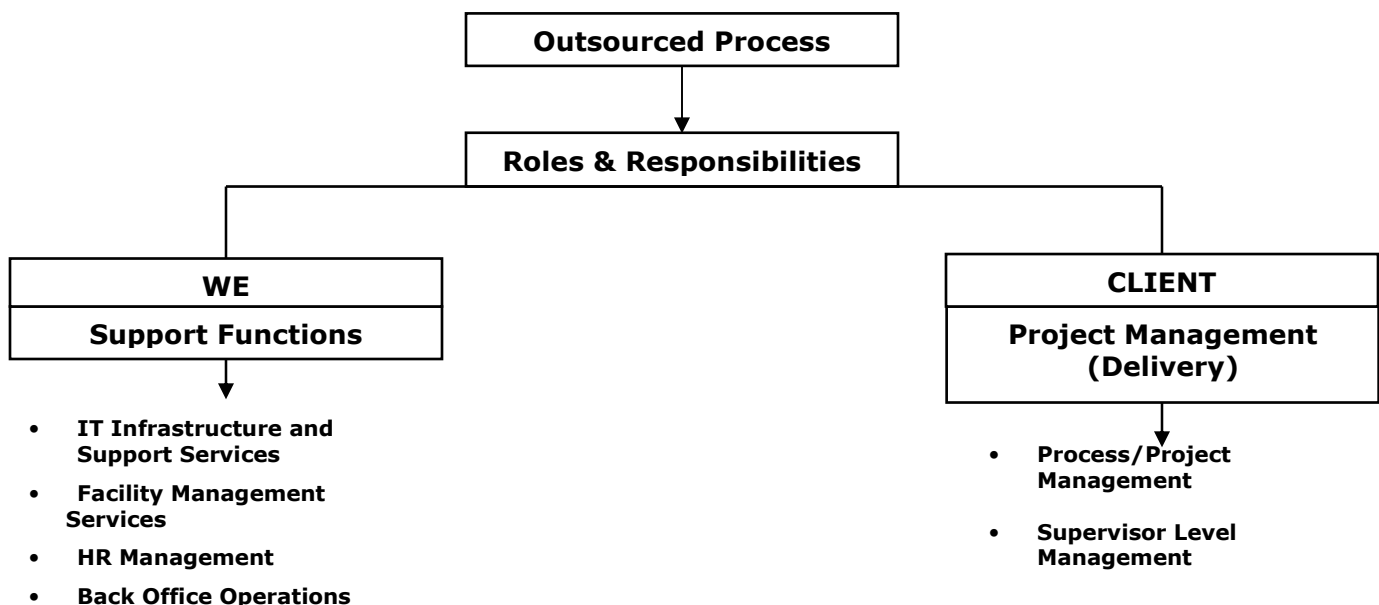 Outsourced Process
Roles & Responsibilities
WE
Support Functions
• IT Infrastructure and
Support Services
• Facility Management
Services
• HR Management
• Back Office Operations
CLIENT
Project Management
(Delivery)
• Process/Project
Management
• Supervisor Level
Management